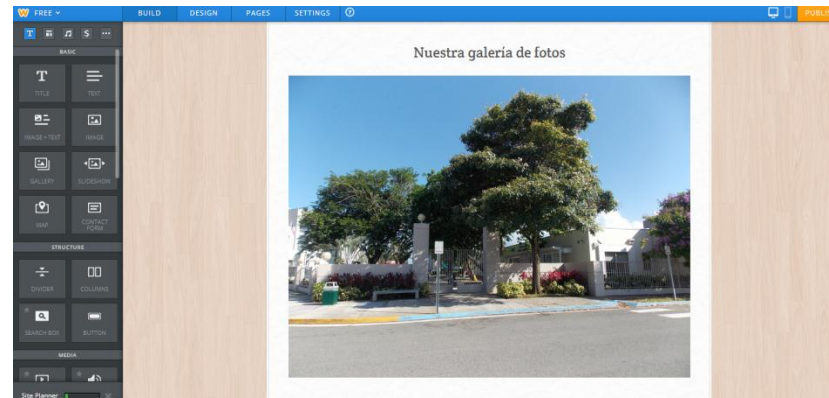 FREE
BUILD DESIGN PAGES SETTINGS
PUBLIS
BASIC
TITLE TEXT
IMAGE + TEXT IMAGE
GALLERY SLIDESHOW
MAP CONTACT FORM
STRUCTURE
DIVIDER COLUMNS
SEARCH BOX BUTTON
MEDIA
Site Planner
Nuestra galería de fotos